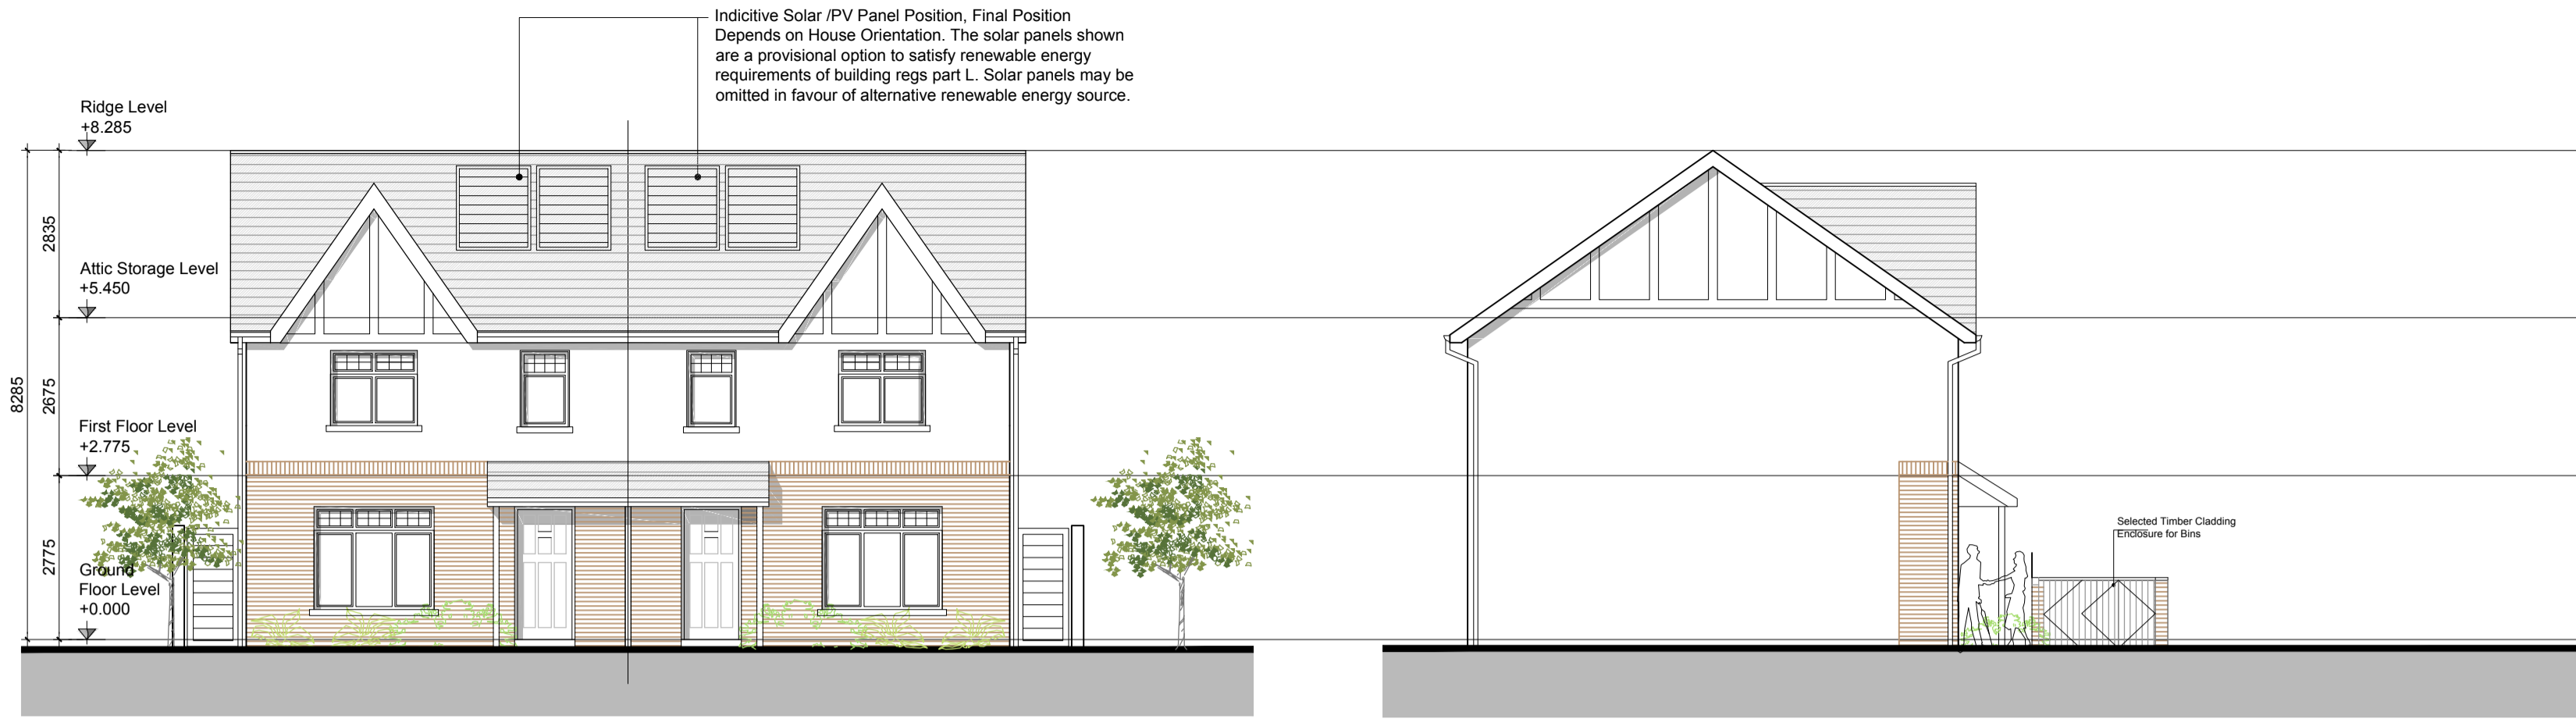 Indicitive Solar /PV Panel Position, Final Position
Depends on House Orientation. The solar panels shown
are a provisional option to satisfy renewable energy
requirements of building regs part L. Solar panels may be
omitted in favour of alternative renewable energy source.
Ridge Level
+8.285
2835
Attic Storage Level
+5.450
8285
2675
First Floor Level
+2.775
2775
Ground
Floor Level
+0.000
Selected Timber Cladding
Enclosure for Bins